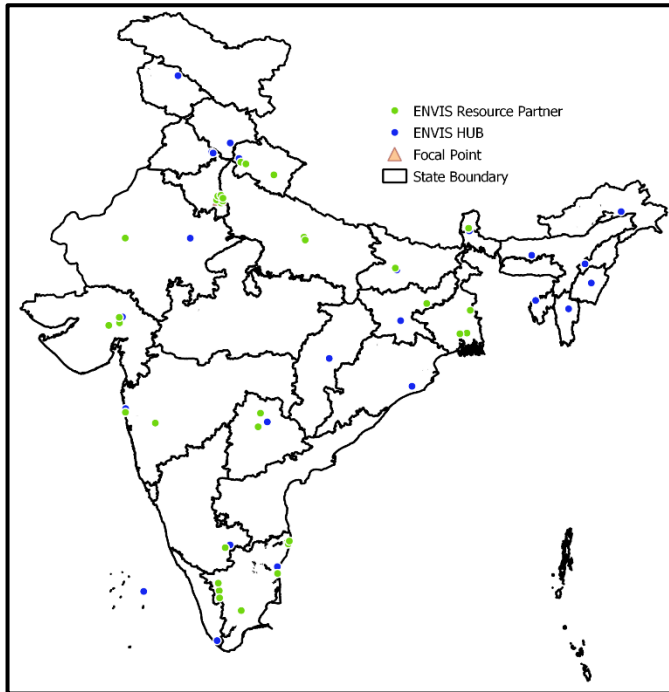 ENVIS Resource Partner
ENVIS HUB
Focal Point
State Boundary